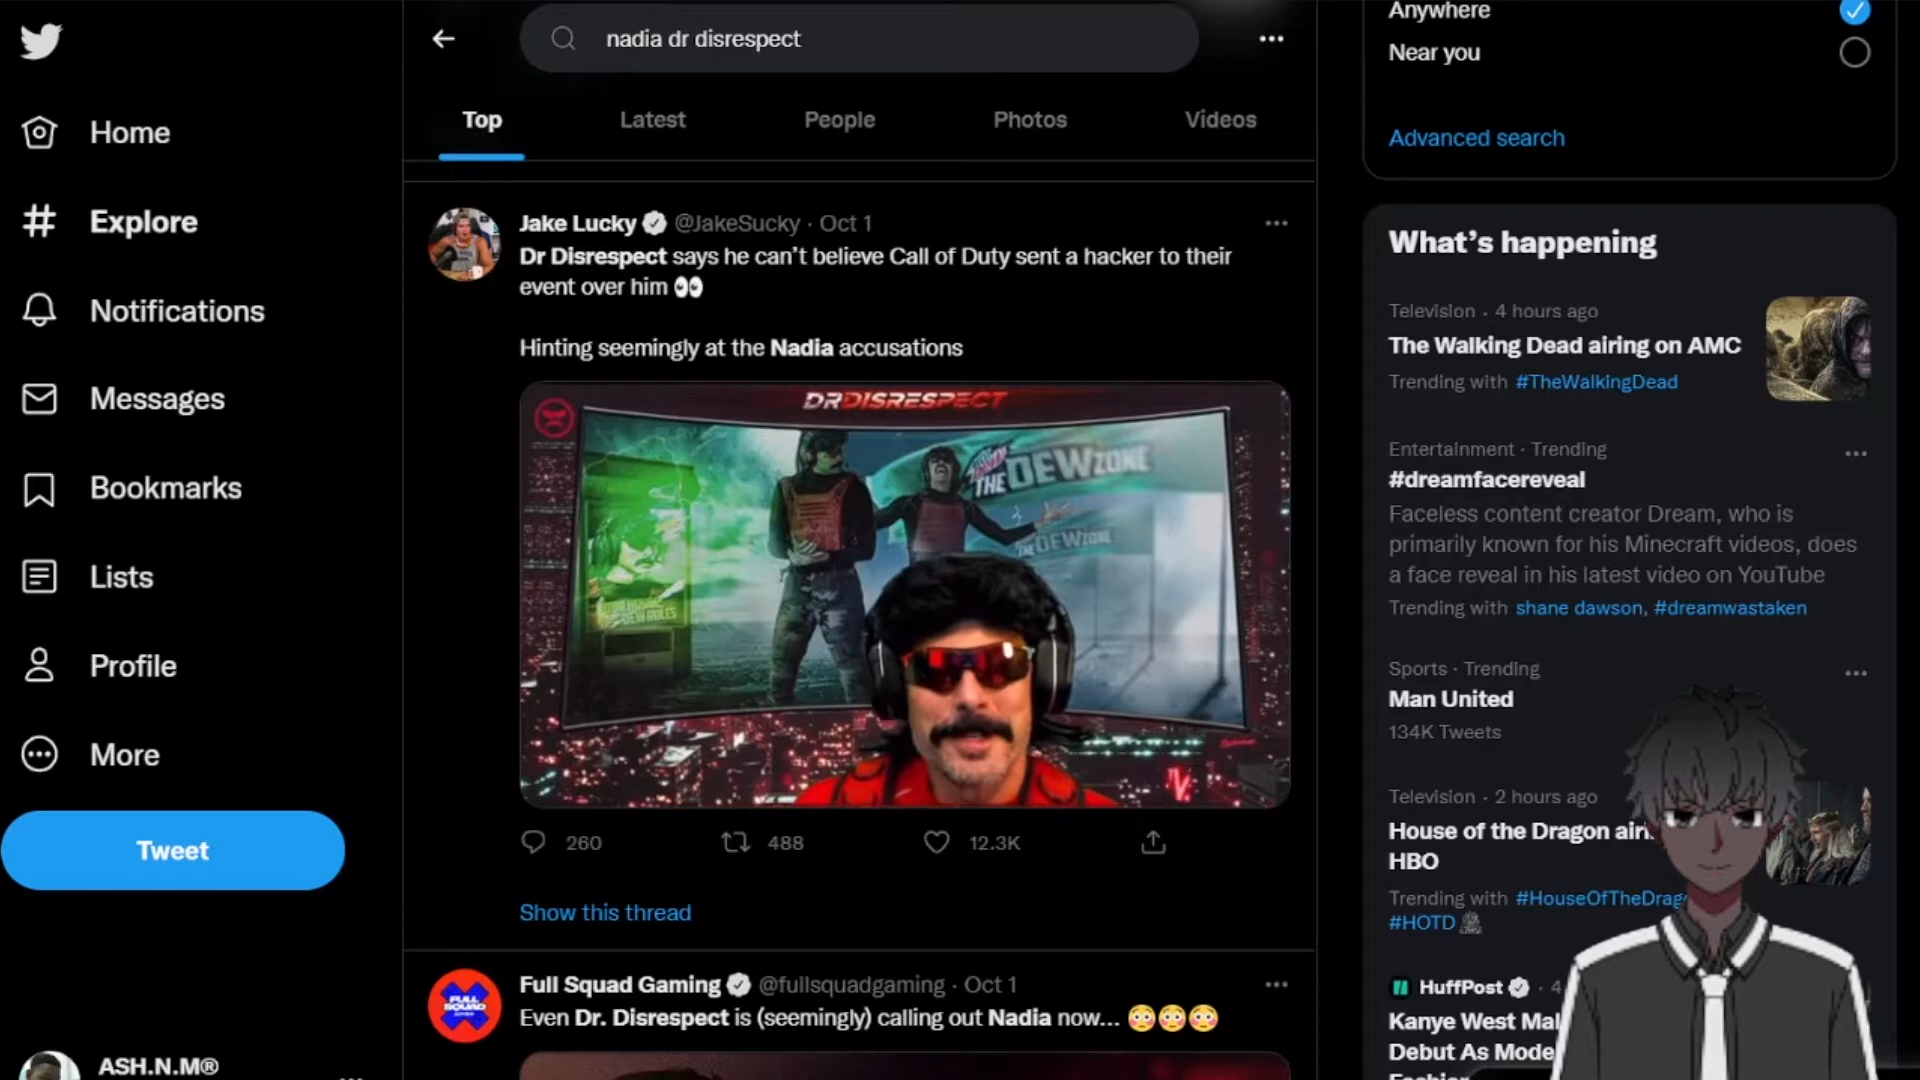 nadia dr disrespect
Top
Latest
People
Photos
Videos
Home
Explore
Notifications
Messages
Bookmarks
Lists
Profile
More
Tweet
ASH.N.M®
Jake Lucky @JakeSucky · Oct 1
Dr Disrespect says he can't believe Call of Duty sent a hacker to their
event over him 👀
Hinting seemingly at the Nadia accusations
DRDISRESPECT
THE DEWZONE
THE DEWZONE
260
488
12.3K
Show this thread
Full Squad Gaming @fullsquadgaming · Oct 1
FULL
SQUAD
Even Dr. Disrespect is (seemingly) calling out Nadia now... 😳😳😳
Anywhere
Near you
Advanced search
What's happening
Television · 4 hours ago
The Walking Dead airing on AMC
Trending with #TheWalkingDead
Entertainment · Trending
#dreamfacereveal
Faceless content creator Dream, who is
primarily known for his Minecraft videos, does
a face reveal in his latest video on YouTube
Trending with shane dawson, #dreamwastaken
Sports · Trending
Man United
134K Tweets
Television · 2 hours ago
House of the Dragon
HBO
Trending with #HouseOfTheDrag
#HOTD
HuffPost · 4
Kanye West
Debut As Mode